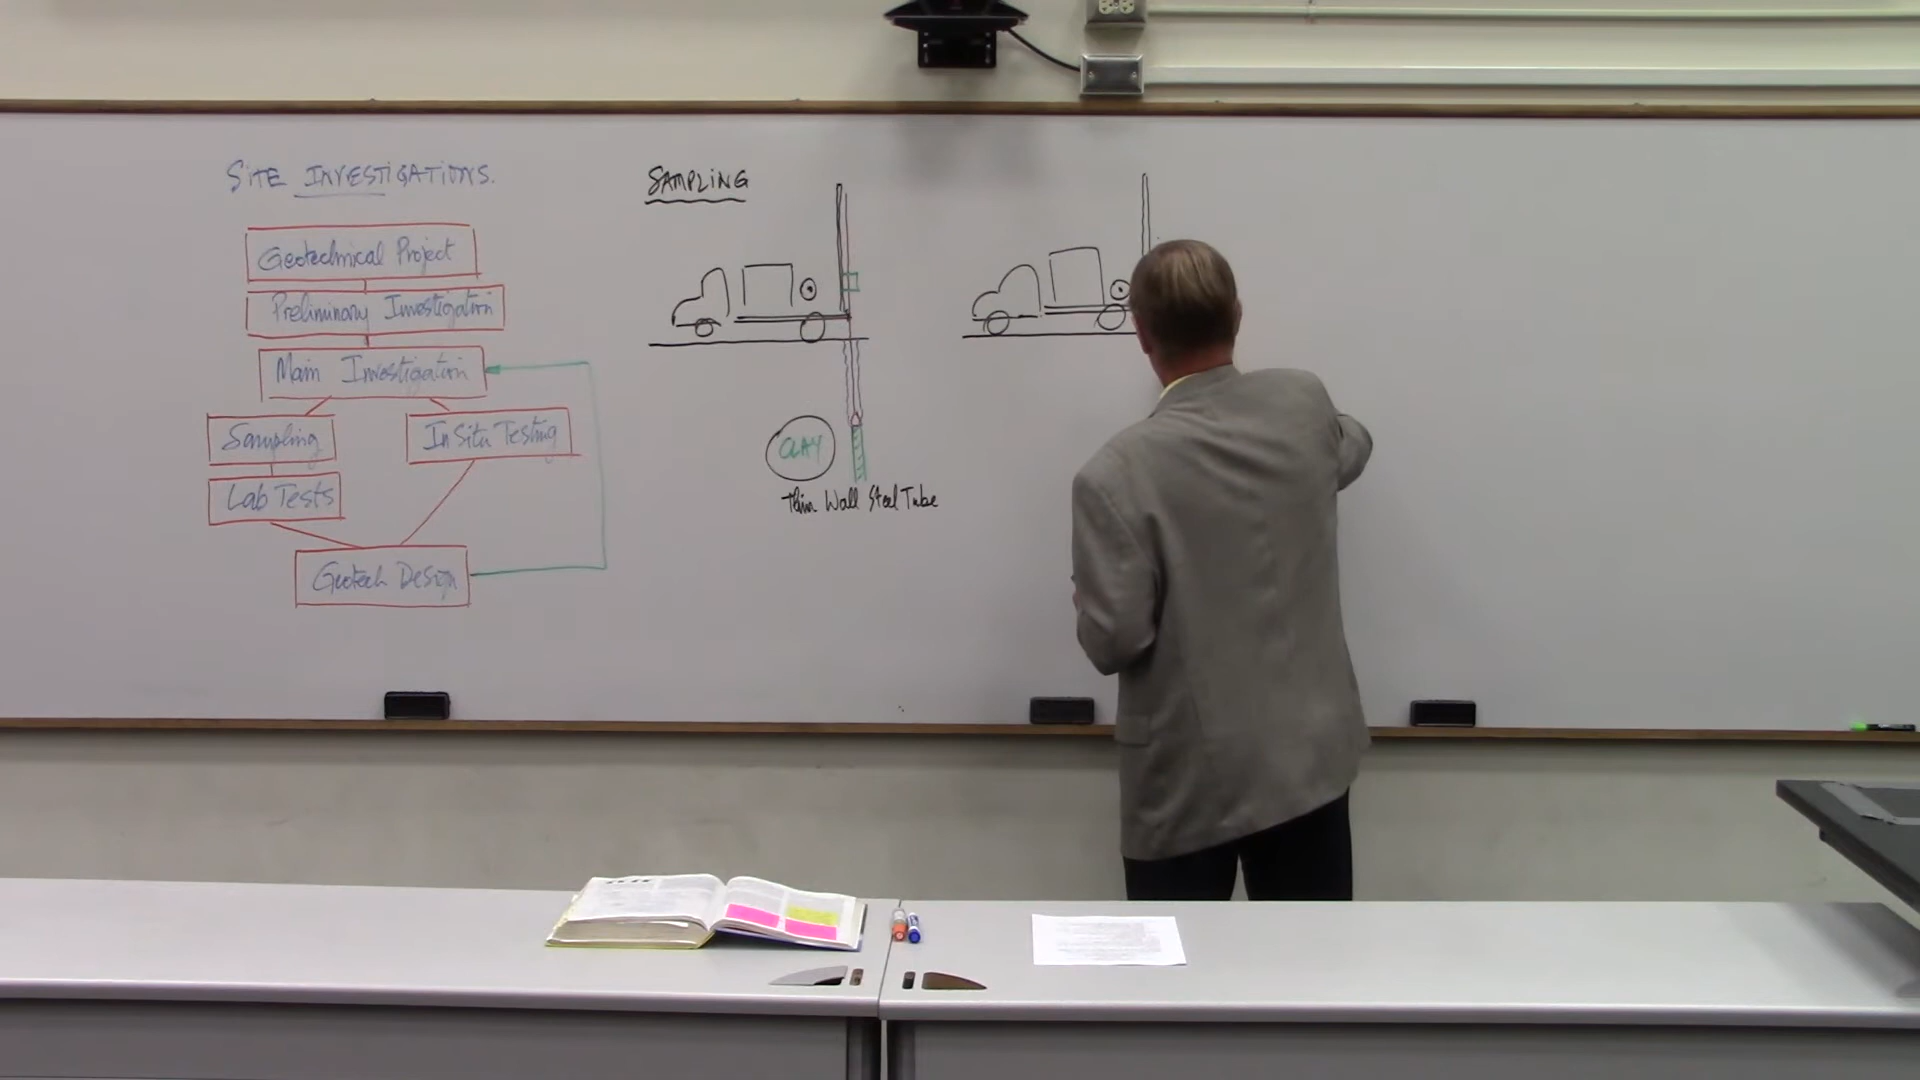 SITE INVESTIGATIONS.
Geotechnical Project
Preliminary Investigation
Main Investigation
Sampling
In Situ Testing
Lab Tests
Geotech Design
SAMPLING
CLAY
Thin Wall Steel Tube